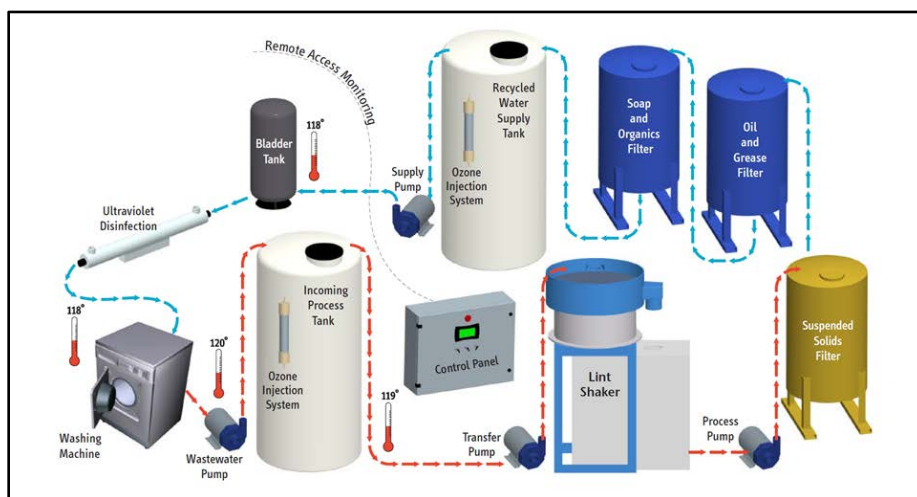 Remote Access Monitoring
118°
Bladder
Tank
Supply
Pump
Recycled
Water
Supply
Tank
Ozone
Injection
System
Soap
and
Organics
Filter
Oil
and
Grease
Filter
Ultraviolet
Disinfection
118°
Washing
Machine
120°
Wastewater
Pump
Incoming
Process
Tank
Ozone
Injection
System
119°
Control Panel
Transfer
Pump
Lint
Shaker
Process
Pump
Suspended
Solids
Filter